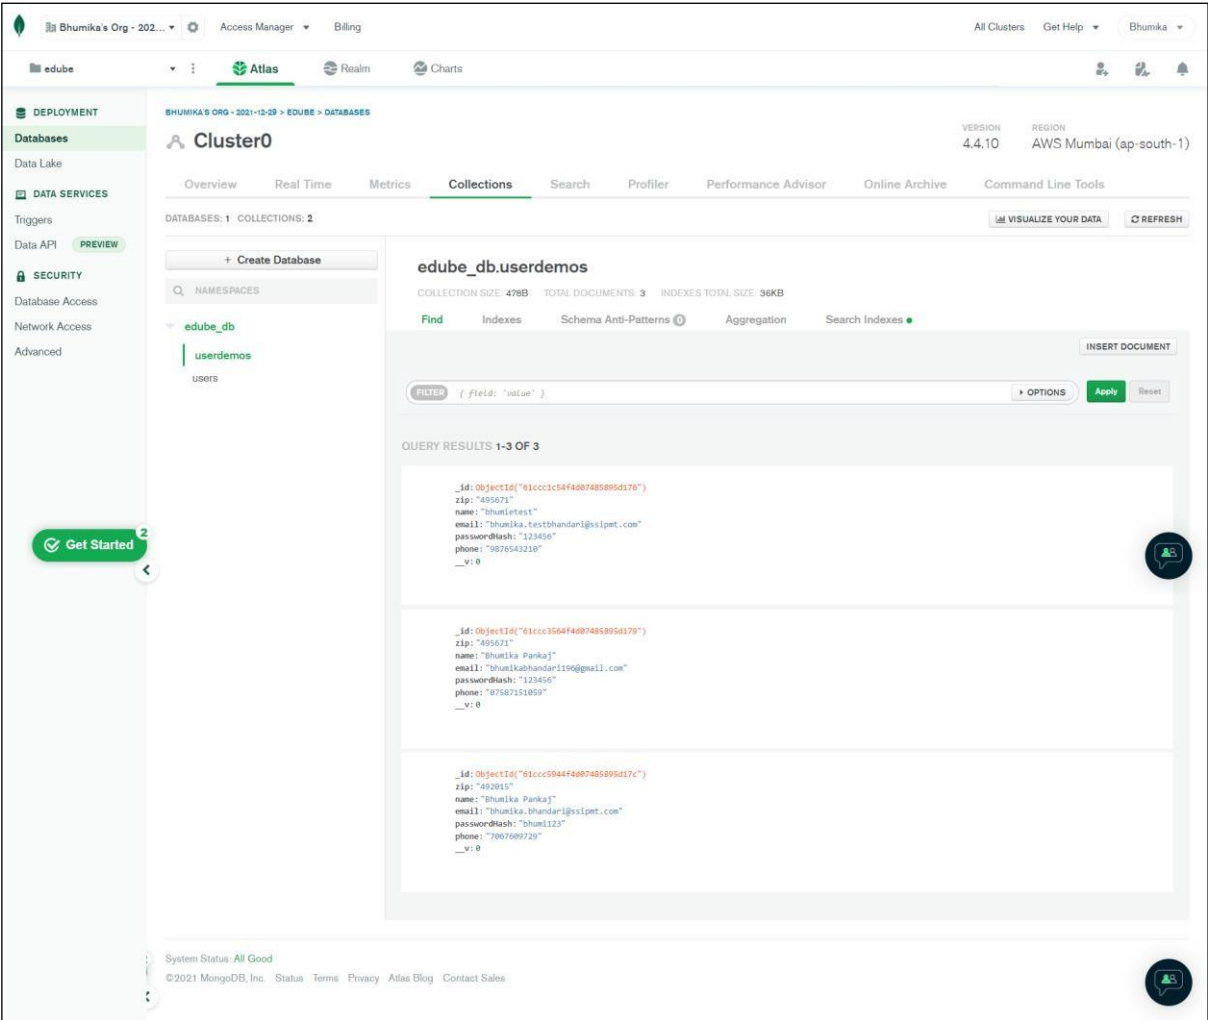 Bhumika's Org - 202...
Access Manager
Billing
All Clusters
Get Help
Bhumika
edube
Atlas
Realm
Charts
DEPLOYMENT
Databases
Data Lake
DATA SERVICES
Triggers
Data API PREVIEW
SECURITY
Database Access
Network Access
Advanced
Get Started
2
BHUMIKA'S ORG - 2021-12-29 > EDUBE > DATABASES
Cluster0
VERSION
4.4.10
REGION
AWS Mumbai (ap-south-1)
Overview Real Time Metrics Collections Search Profiler Performance Advisor Online Archive Command Line Tools
DATABASES: 1 COLLECTIONS: 2
VISUALIZE YOUR DATA
REFRESH
+ Create Database
NAMESPACES
edube_db
userdemos
users
edube_db.userdemos
COLLECTION SIZE: 478B TOTAL DOCUMENTS: 3 INDEXES TOTAL SIZE: 36KB
Find Indexes Schema Anti-Patterns 0 Aggregation Search Indexes
INSERT DOCUMENT
FILTER { field: 'value' }
OPTIONS
Apply
Reset
QUERY RESULTS 1-3 OF 3
_id: ObjectId("61ccc1c54f4d07485895d176")
zip: "495671"
name: "bhumietest"
email: "bhumika.testbhandari@ssipmt.com"
passwordHash: "123456"
phone: "9876543210"
__v: 0
_id: ObjectId("61ccc3564f4d07485895d179")
zip: "495671"
name: "Bhumika Pankaj"
email: "bhumikabhandari196@gmail.com"
passwordHash: "123456"
phone: "07587151059"
__v: 0
_id: ObjectId("61ccc5944f4d07485895d17c")
zip: "492015"
name: "Bhumika Pankaj"
email: "bhumika.bhandari@ssipmt.com"
passwordHash: "bhumi123"
phone: "7067609729"
__v: 0
System Status: All Good
©2021 MongoDB, Inc. Status Terms Privacy Atlas Blog Contact Sales